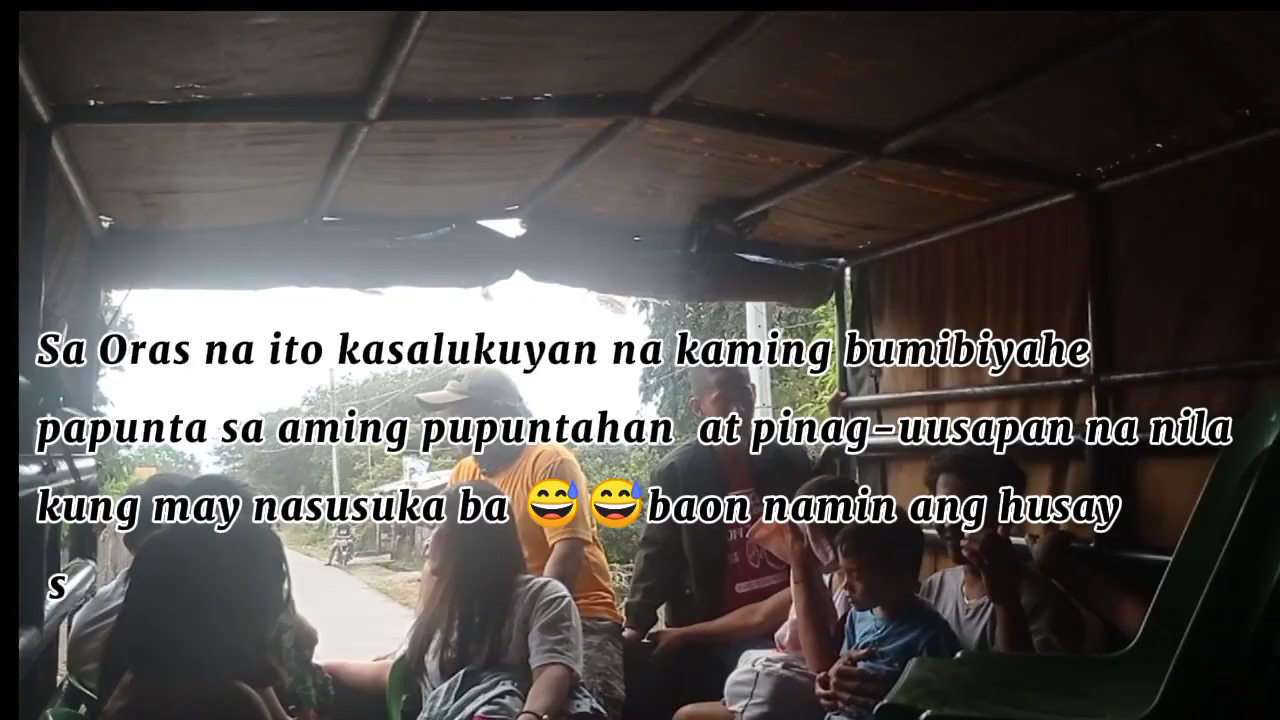 Sa Oras na ito kasalukuyan na kaming bumibiyahe
papunta sa aming pupuntahan at pinag-uusapan na nila
kung may nasusuka ba 😅😅baon namin ang husay
s